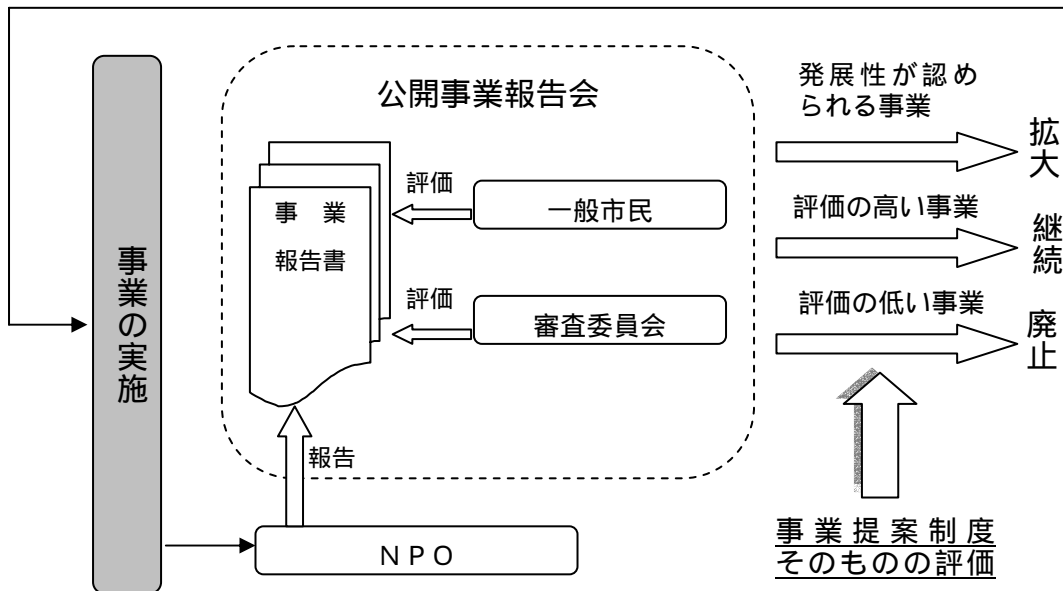 公開事業報告会
事業の実施
事 業
報告書
評価
一般市民
評価
審査委員会
報告
ＮＰＯ
発展性が認め
られる事業
拡大
評価の高い事業
継続
評価の低い事業
廃止
事業提案制度
そのものの評価